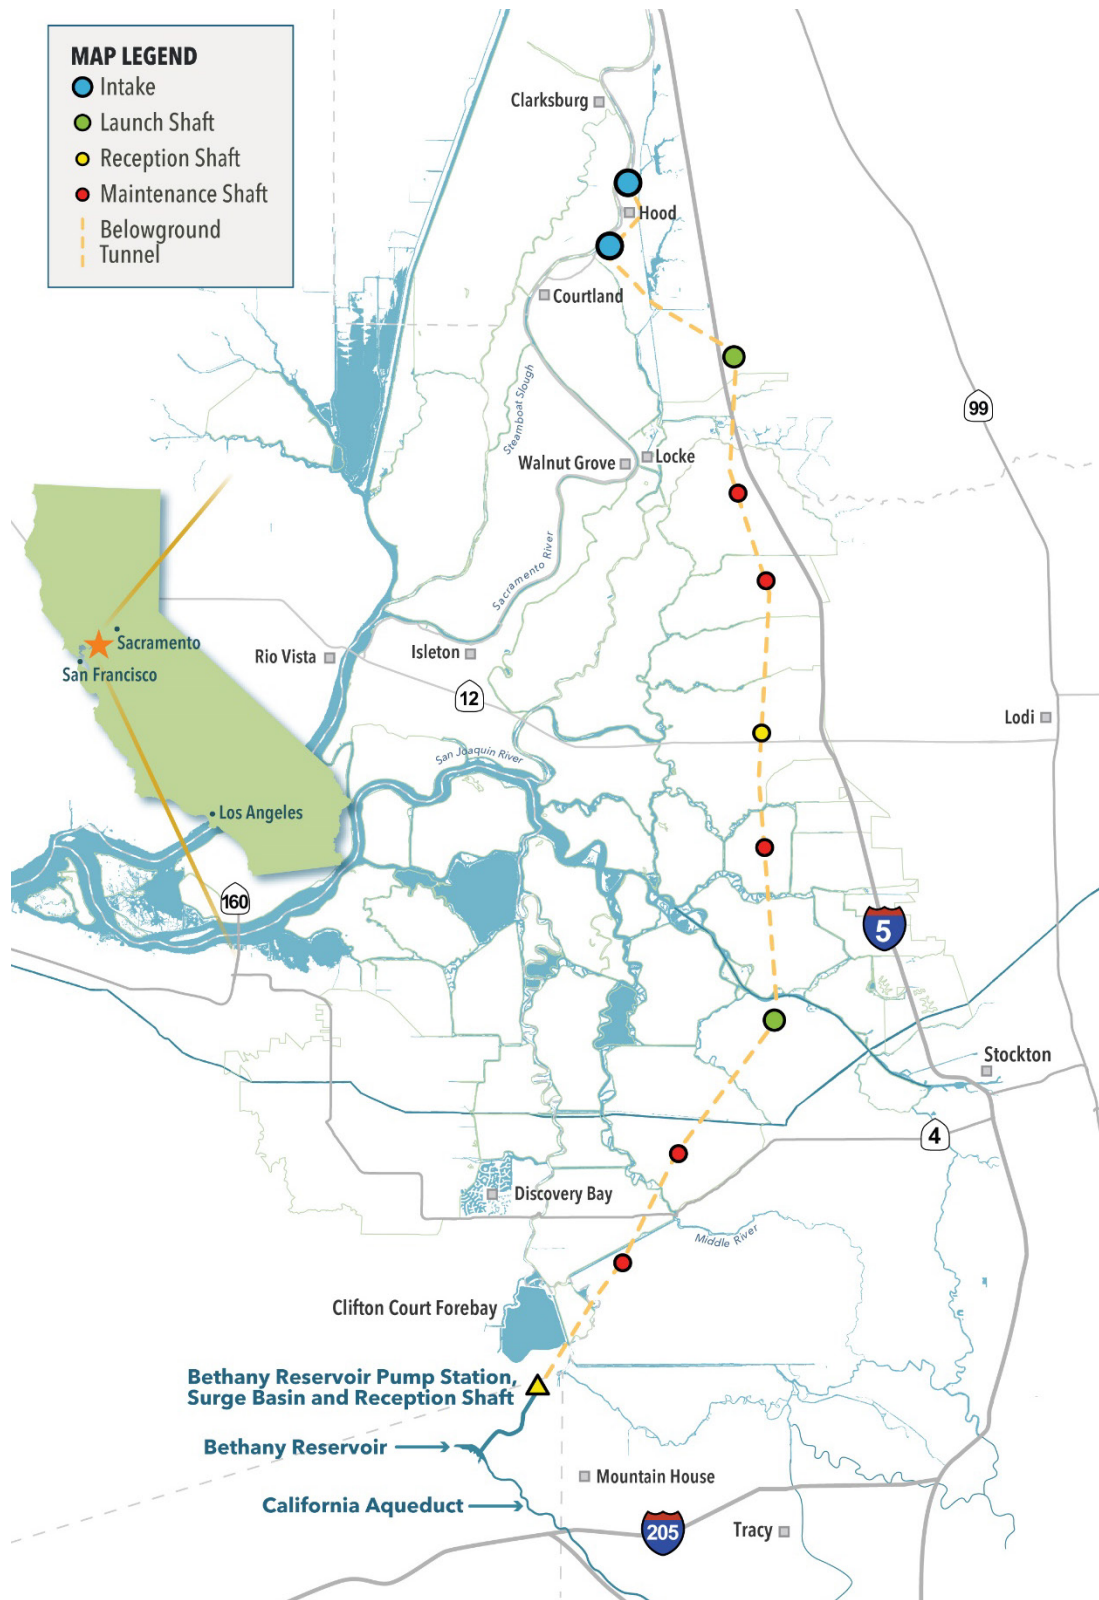 MAP LEGEND
Intake
Launch Shaft
Reception Shaft
Maintenance Shaft
Belowground
Tunnel
Clarksburg
Hood
Courtland
Steamboat Slough
99
Walnut Grove
Locke
Sacramento River
Sacramento
San Francisco
Los Angeles
Rio Vista
Isleton
12
Lodi
San Joaquin River
160
5
Stockton
4
Discovery Bay
Middle River
Clifton Court Forebay
Bethany Reservoir Pump Station,
Surge Basin and Reception Shaft
Bethany Reservoir
Mountain House
California Aqueduct
205
Tracy